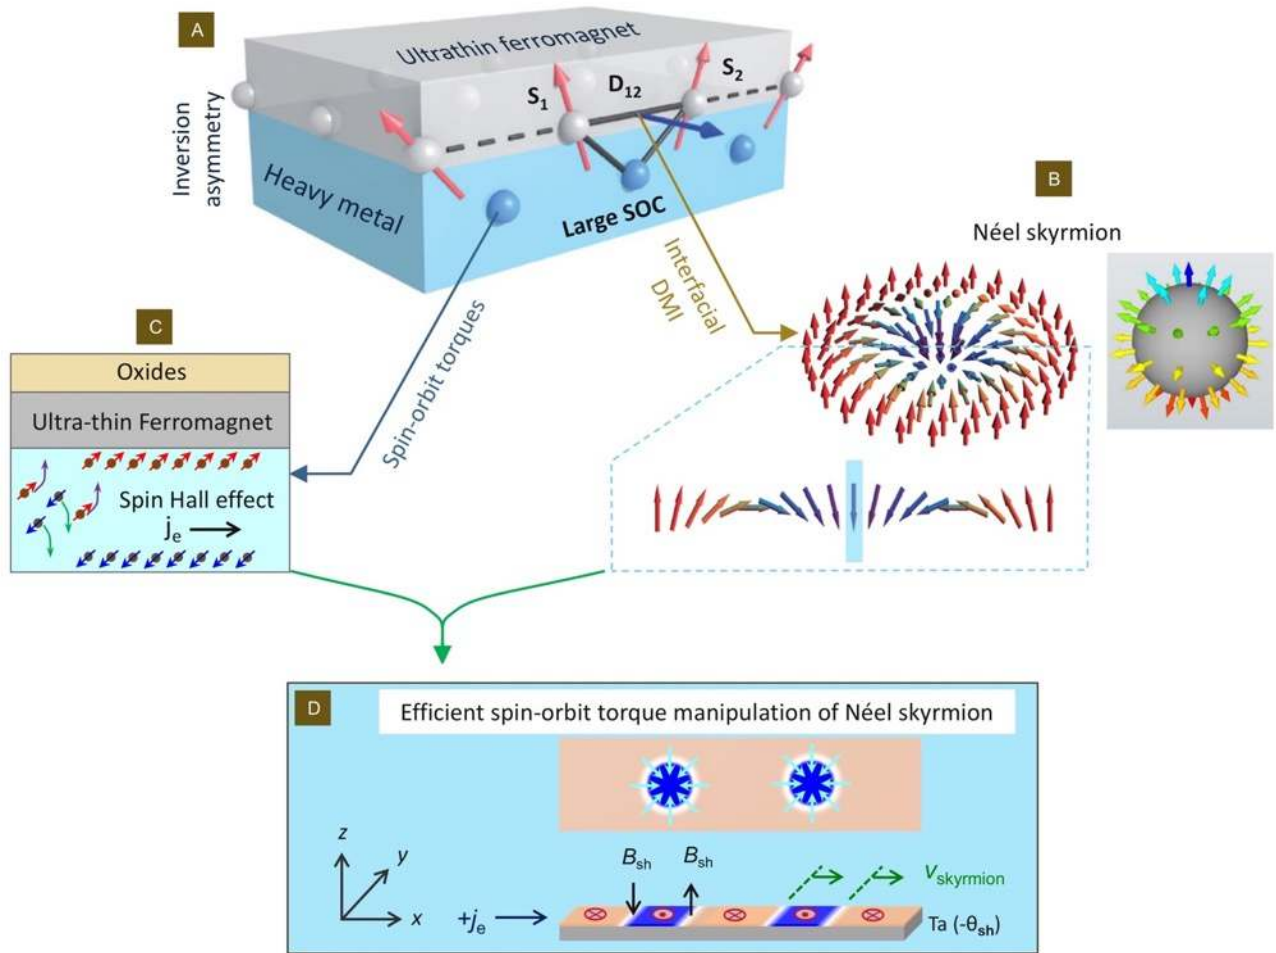 A
Ultrathin ferromagnet
S1
D12
S2
Inversion
asymmetry
Heavy metal
Large SOC
Interfacial
DMI
Spin-orbit torques
B
Néel skyrmion
C
Oxides
Ultra-thin Ferromagnet
Spin Hall effect
je
D
Efficient spin-orbit torque manipulation of Néel skyrmion
z
y
x
Bsh
Bsh
vskyrmion
+je
Ta (-θsh)